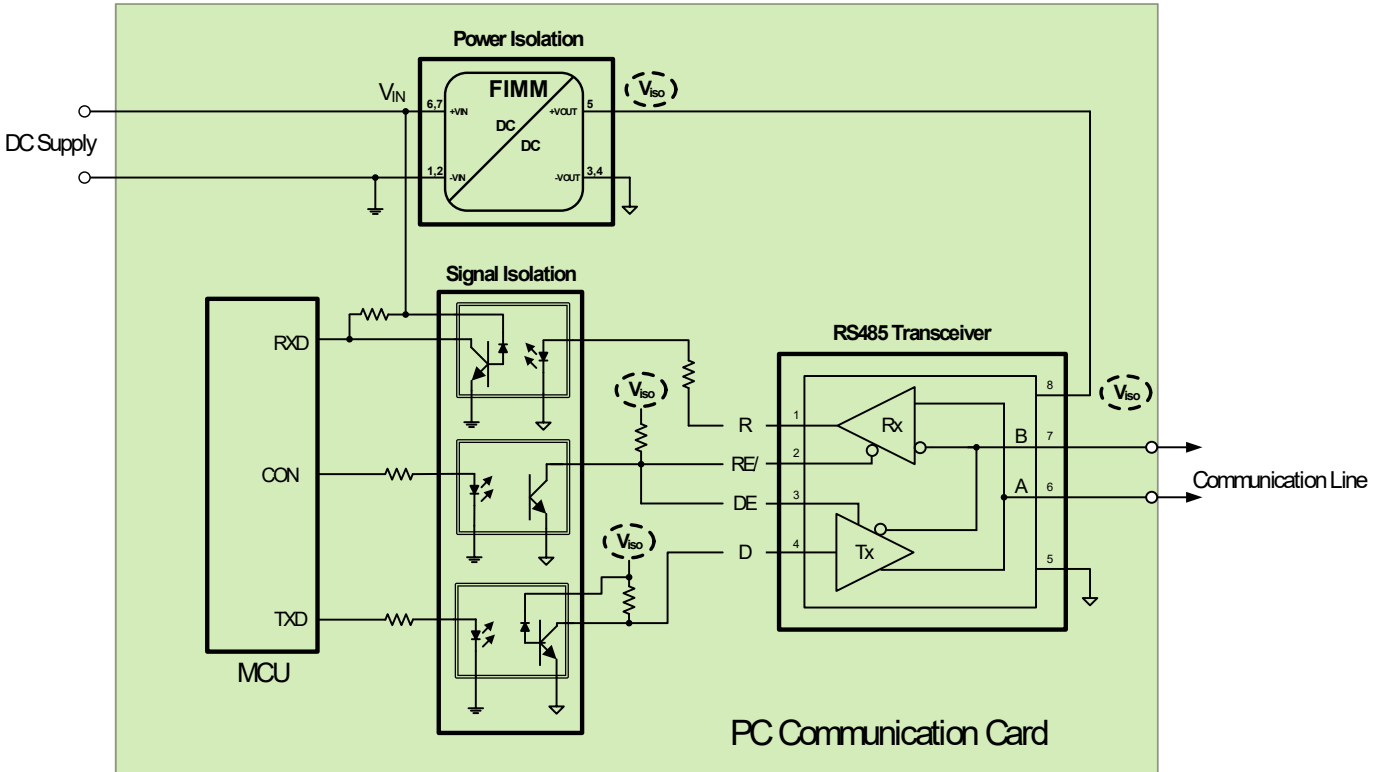 Power Isolation
V_IN
6,7
+VIN
FIMM
DC
DC
+VOUT
5
Viso
DC Supply
1,2
-VIN
-VOUT
3,4
Signal Isolation
RXD
CON
TXD
MCU
Viso
Viso
RS485 Transceiver
R
1
RE/
2
DE
3
D
4
Rx
Tx
8
Viso
B
7
A
6
5
Communication Line
PC Communication Card